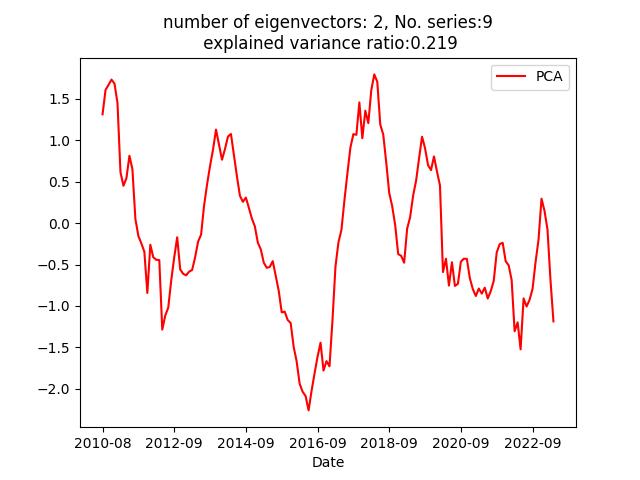 number of eigenvectors: 2, No. series:9
explained variance ratio:0.219
PCA
1.5
1.0
0.5
0.0
−0.5
−1.0
−1.5
−2.0
2010-08 2012-09 2014-09 2016-09 2018-09 2020-09 2022-09
Date